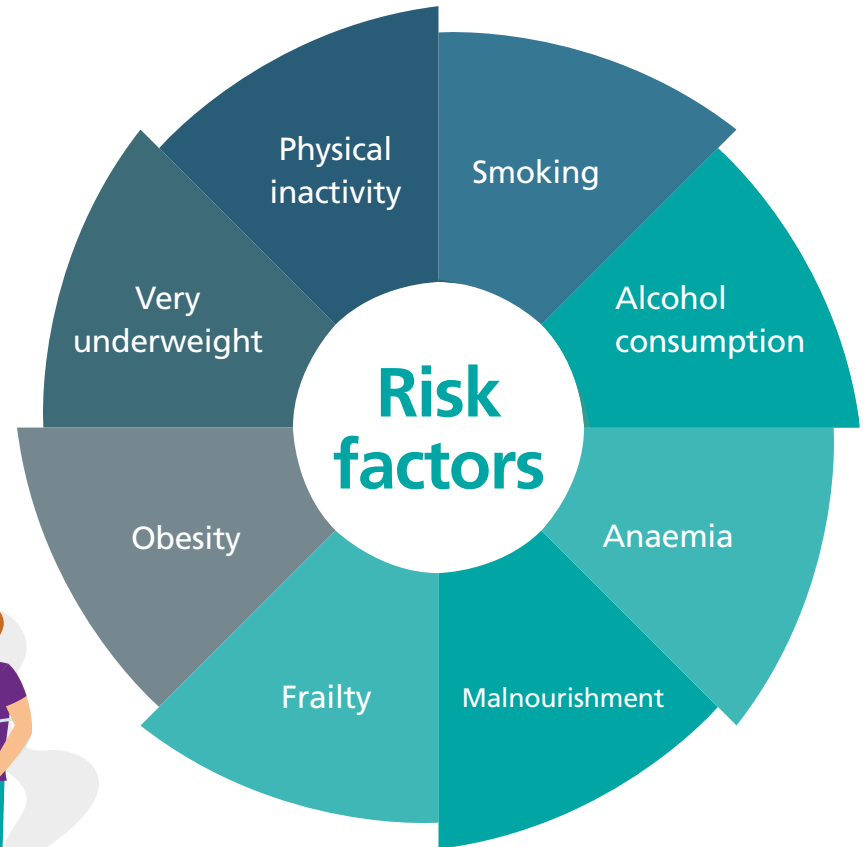 Risk
factors
Smoking
Alcohol
consumption
Anaemia
Malnourishment
Frailty
Obesity
Very
underweight
Physical
inactivity